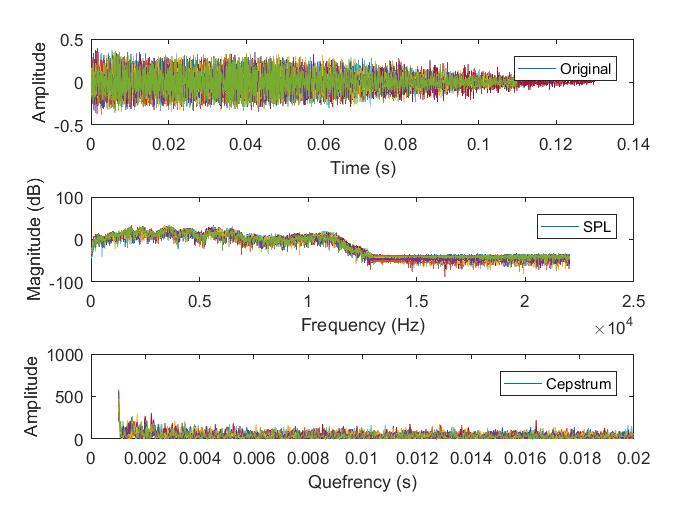 0.5
0
-0.5
Amplitude
Original
0 0.02 0.04 0.06 0.08 0.1 0.12 0.14
Time (s)
100
0
-100
Magnitude (dB)
SPL
0 0.5 1 1.5 2 2.5
Frequency (Hz)
×10^4
1000
500
0
Amplitude
Cepstrum
0 0.002 0.004 0.006 0.008 0.01 0.012 0.014 0.016 0.018 0.02
Quefrency (s)